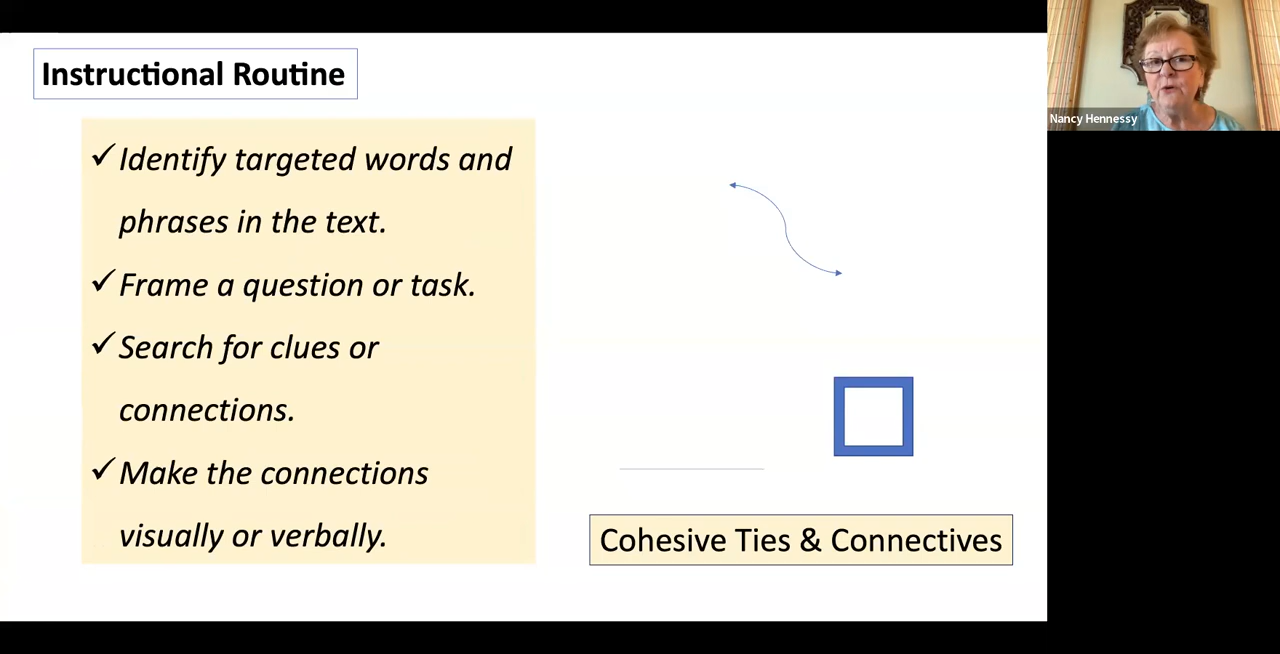 Instructional Routine
✓Identify targeted words and
phrases in the text.
✓Frame a question or task.
✓Search for clues or
connections.
✓Make the connections
visually or verbally.
Cohesive Ties & Connectives
Nancy Hennessy